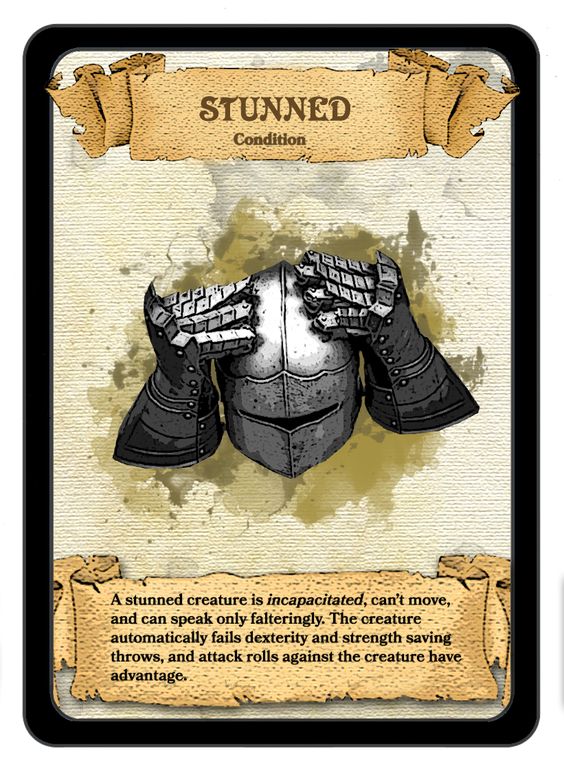 STUNNED
Condition
A stunned creature is incapacitated, can't move,
and can speak only falteringly. The creature
automatically fails dexterity and strength saving
throws, and attack rolls against the creature have
advantage.